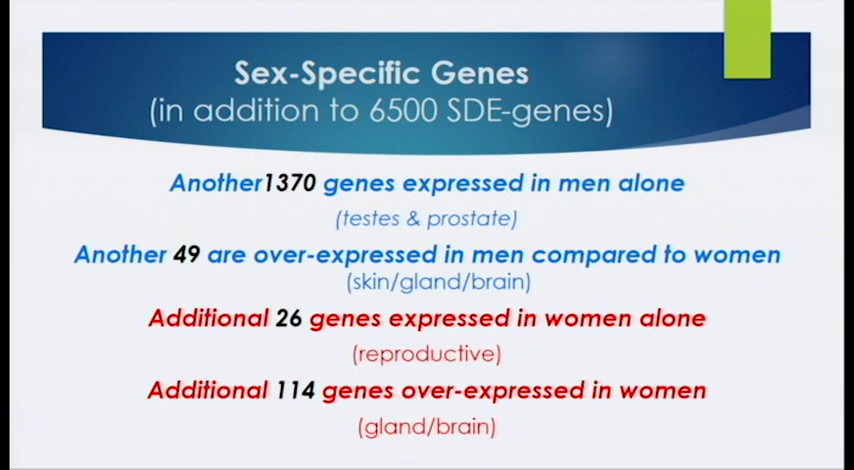 Sex-Specific Genes
(in addition to 6500 SDE-genes)
Another1370 genes expressed in men alone
(testes & prostate)
Another 49 are over-expressed in men compared to women
(skin/gland/brain)
Additional 26 genes expressed in women alone
(reproductive)
Additional 114 genes over-expressed in women
(gland/brain)